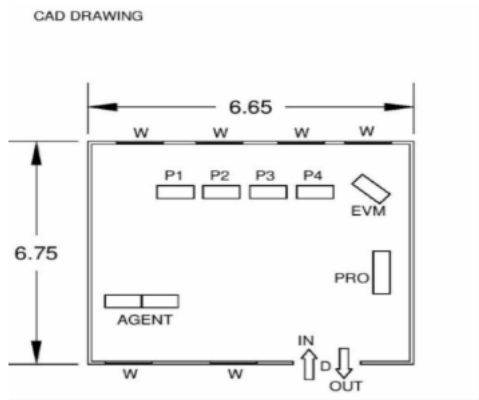 CAD DRAWING
6.65
W W W W
P1 P2 P3 P4
EVM
6.75
PRO
AGENT
IN
D
W W
OUT